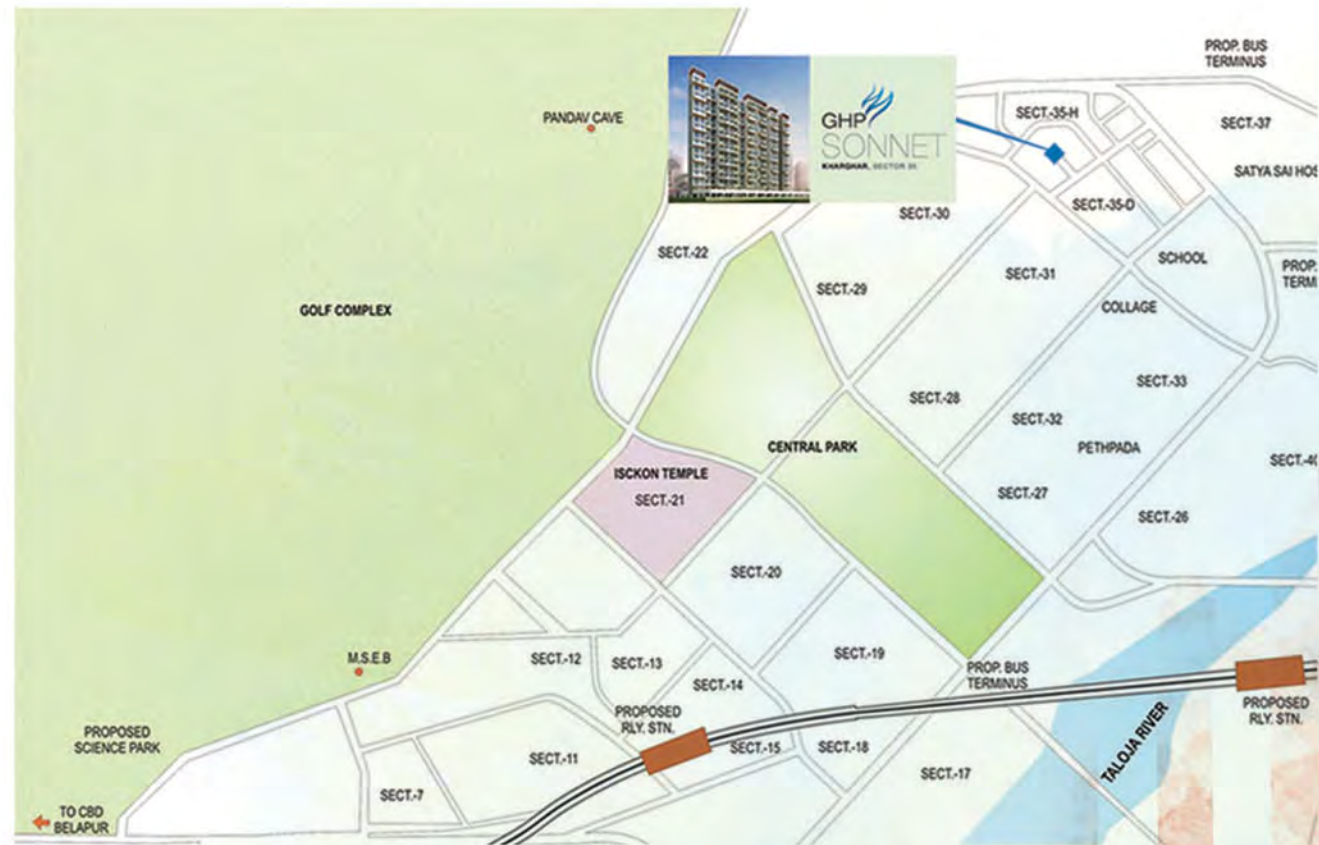 PROP. BUS
TERMINUS
SECT.-35-H
SECT.-37
PANDAV CAVE
GHP
SONNET
KHARGHAR, SECTOR 35
SATYA SAI HOS
SECT.-30
SECT.-35-D
SECT.-22
SCHOOL
SECT.-31
PROP.
TERM
SECT.-29
GOLF COMPLEX
COLLAGE
SECT.-33
SECT.-28
SECT.-32
CENTRAL PARK
PETHPADA
SECT.-40
ISCKON TEMPLE
SECT.-21
SECT.-27
SECT.-26
SECT.-20
M.S.E.B
SECT.-12
SECT.-13
SECT.-19
SECT.-14
PROP. BUS
TERMINUS
PROPOSED
RLY. STN.
PROPOSED
RLY. STN.
PROPOSED
SCIENCE PARK
TALOJA RIVER
SECT.-11
SECT.-15
SECT.-18
SECT.-17
SECT.-7
TO CBD
BELAPUR